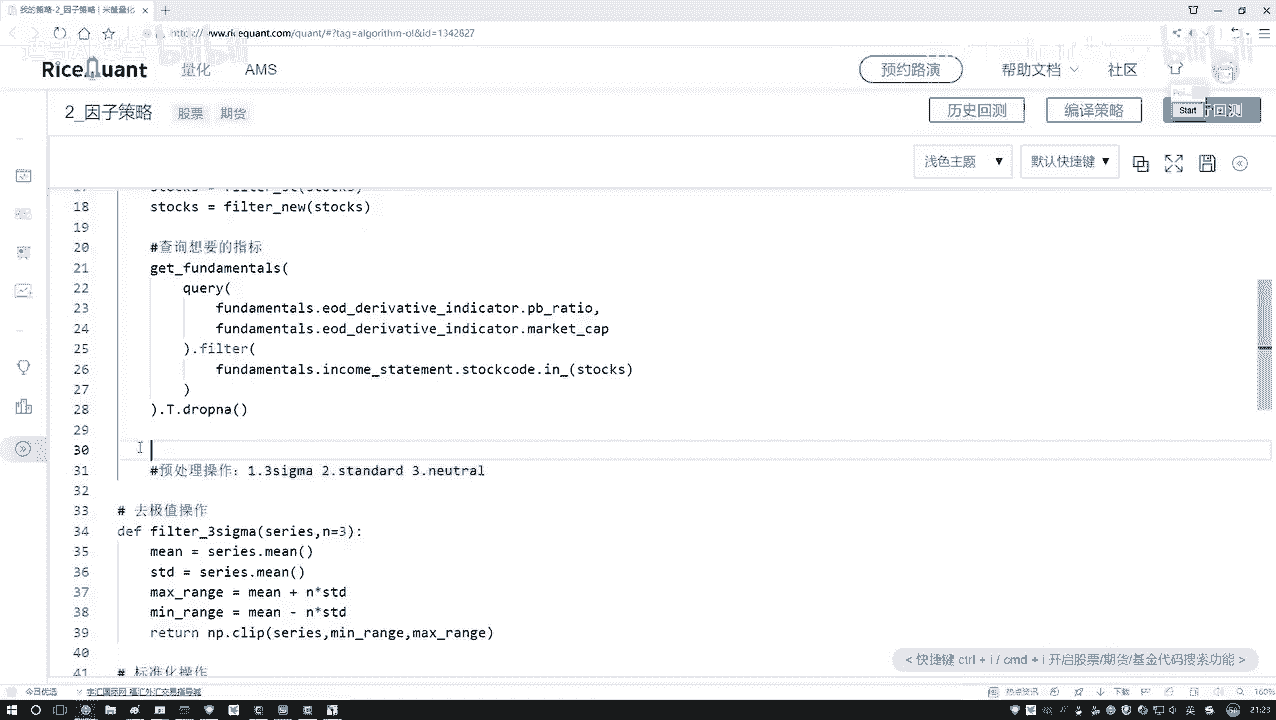 我的策略-2_因子策略 | 米筐量化
www.ricequant.com/quant/#?tag=algorithm-ol&id=1342827
RiceQuant 量化 AMS 预约路演 帮助文档 社区
2_因子策略 股票 期货 历史回测 编译策略 回测
Start
浅色主题 ▼ 默认快捷键 ▼
18 stocks = filter_new(stocks)
19
20 #查询想要的指标
21 get_fundamentals(
22 query(
23 fundamentals.eod_derivative_indicator.pb_ratio,
24 fundamentals.eod_derivative_indicator.market_cap
25 ).filter(
26 fundamentals.income_statement.stockcode.in_(stocks)
27 )
28 ).T.dropna()
29
30
31 #预处理操作：1.3sigma 2.standard 3.neutral
32
33 # 去极值操作
34 def filter_3sigma(series,n=3):
35 mean = series.mean()
36 std = series.mean()
37 max_range = mean + n*std
38 min_range = mean - n*std
39 return np.clip(series,min_range,max_range)
40
41 # 标准化操作
< 快捷键 ctrl + i / cmd + i 开启股票/期货/基金代码搜索功能 >
今日优选
下载 100%
21:23